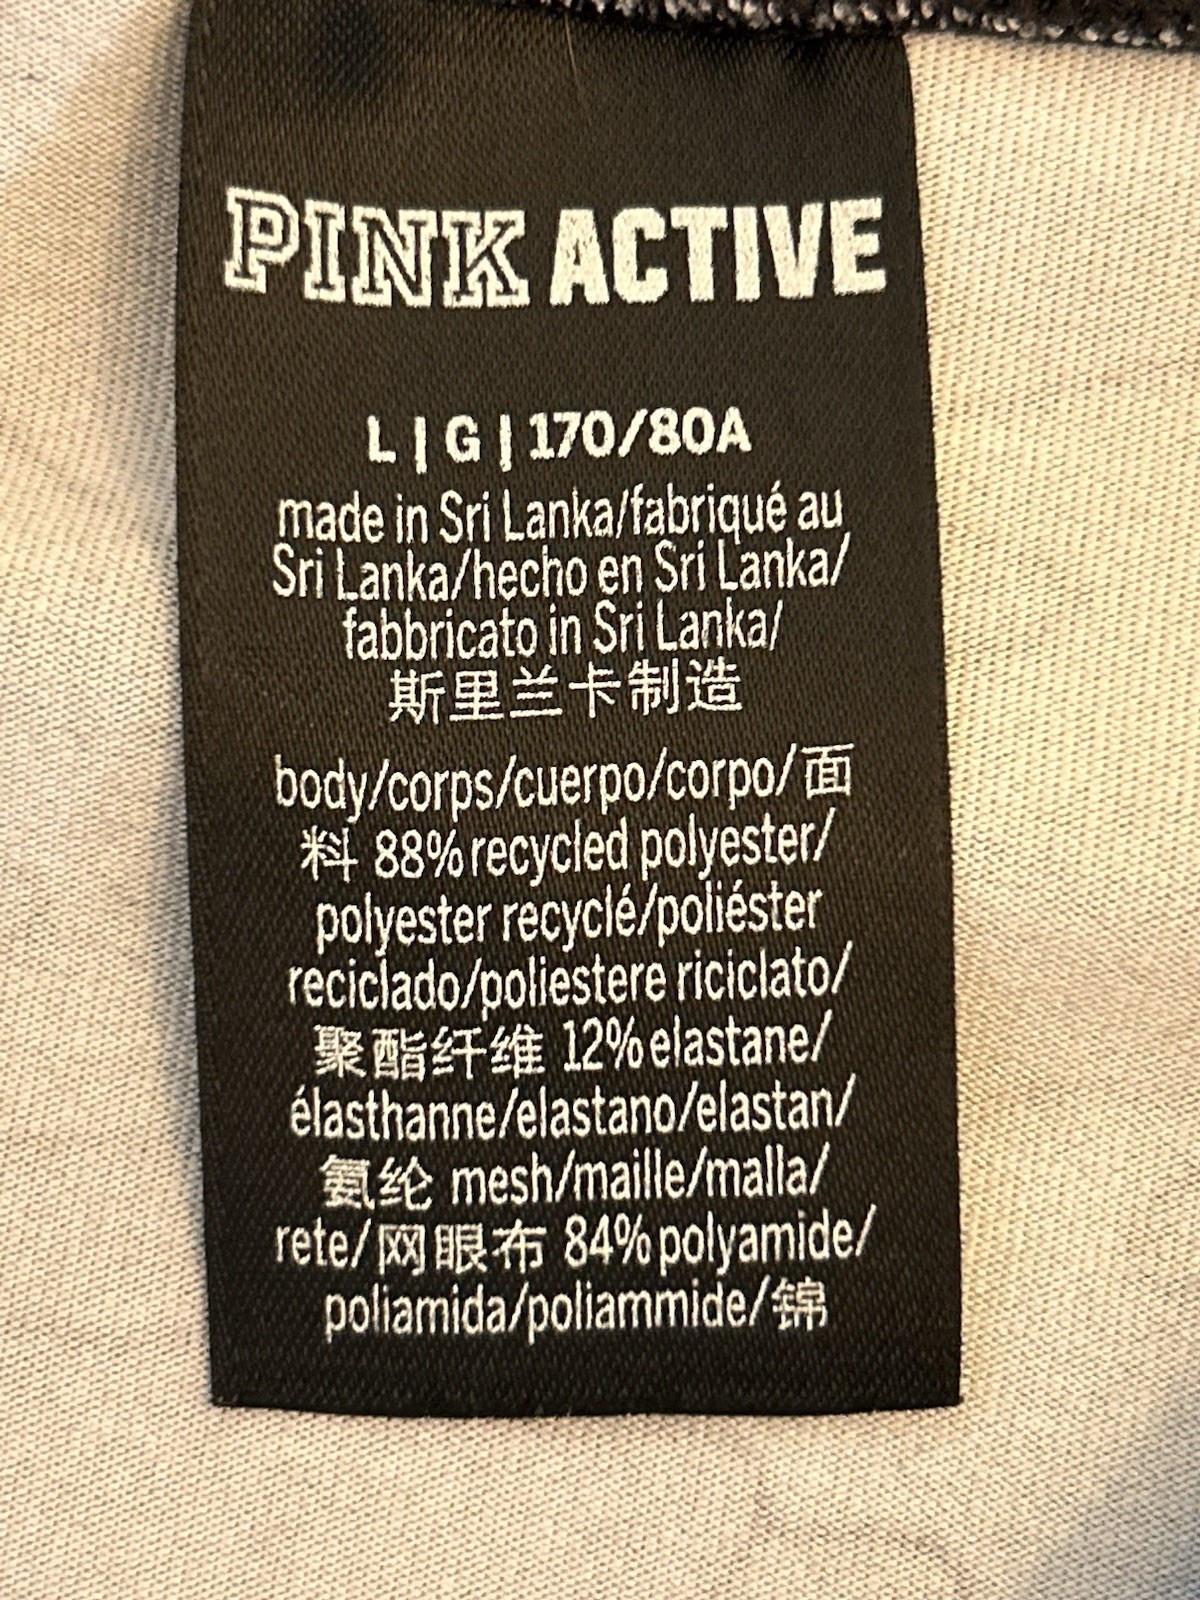 PINK ACTIVE
L | G | 170/80A
made in Sri Lanka/fabriqué au
Sri Lanka/hecho en Sri Lanka/
fabbricato in Sri Lanka/
斯里兰卡制造
body/corps/cuerpo/corpo/面
料 88% recycled polyester/
polyester recyclé/poliéster
reciclado/poliestere riciclato/
聚酯纤维 12% elastane/
élasthanne/elastano/elastan/
氨纶 mesh/maille/malla/
rete/网眼布 84% polyamide/
poliamida/poliammide/锦